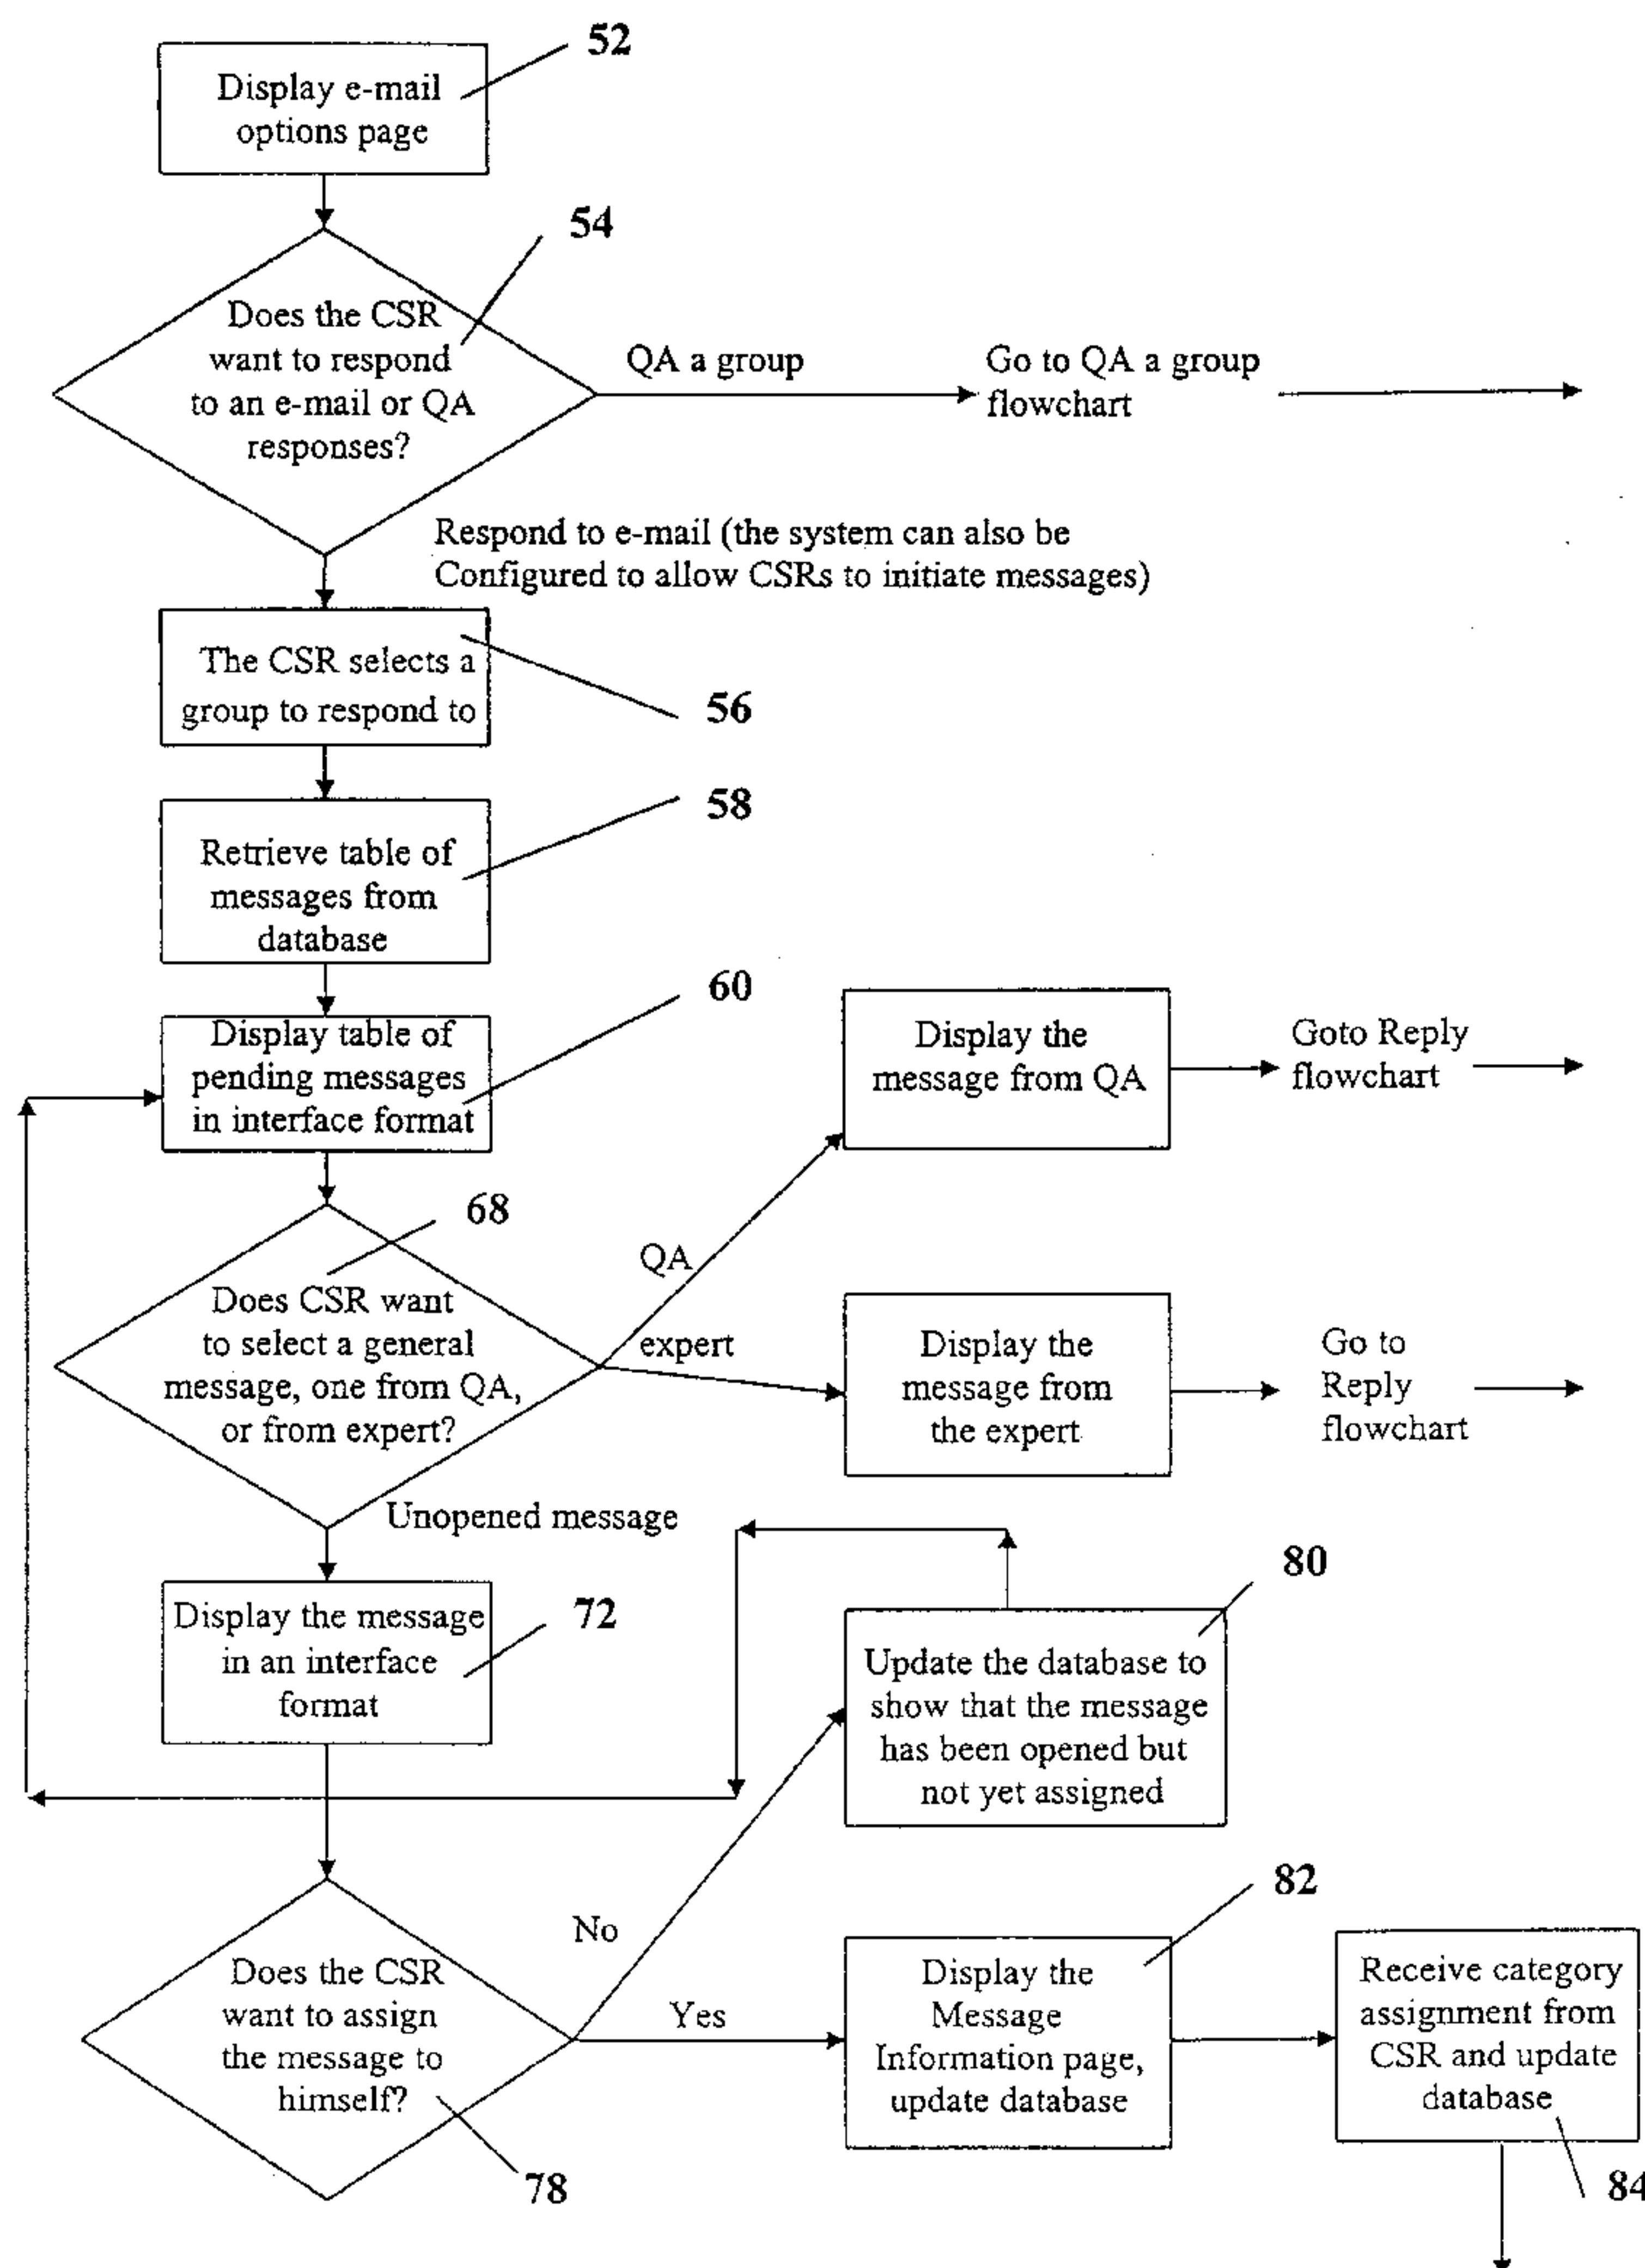 52
Display e-mail
options page
54
Does the CSR
want to respond
to an e-mail or QA
responses?
QA a group
Go to QA a group
flowchart
Respond to e-mail (the system can also be
Configured to allow CSRs to initiate messages)
The CSR selects a
group to respond to
56
58
Retrieve table of
messages from
database
60
Display table of
pending messages
in interface format
Display the
message from QA
Goto Reply
flowchart
68
QA
Does CSR want
to select a general
message, one from QA,
or from expert?
expert
Display the
message from
the expert
Go to
Reply
flowchart
Unopened message
80
Display the message
in an interface
format
72
Update the database to
show that the message
has been opened but
not yet assigned
82
No
Does the CSR
want to assign
the message to
himself?
Yes
Display the
Message
Information page,
update database
Receive category
assignment from
CSR and update
database
78
84